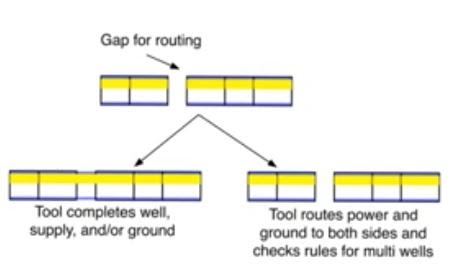 Gap for routing
Tool completes well,
supply, and/or ground
Tool routes power and
ground to both sides and
checks rules for multi wells